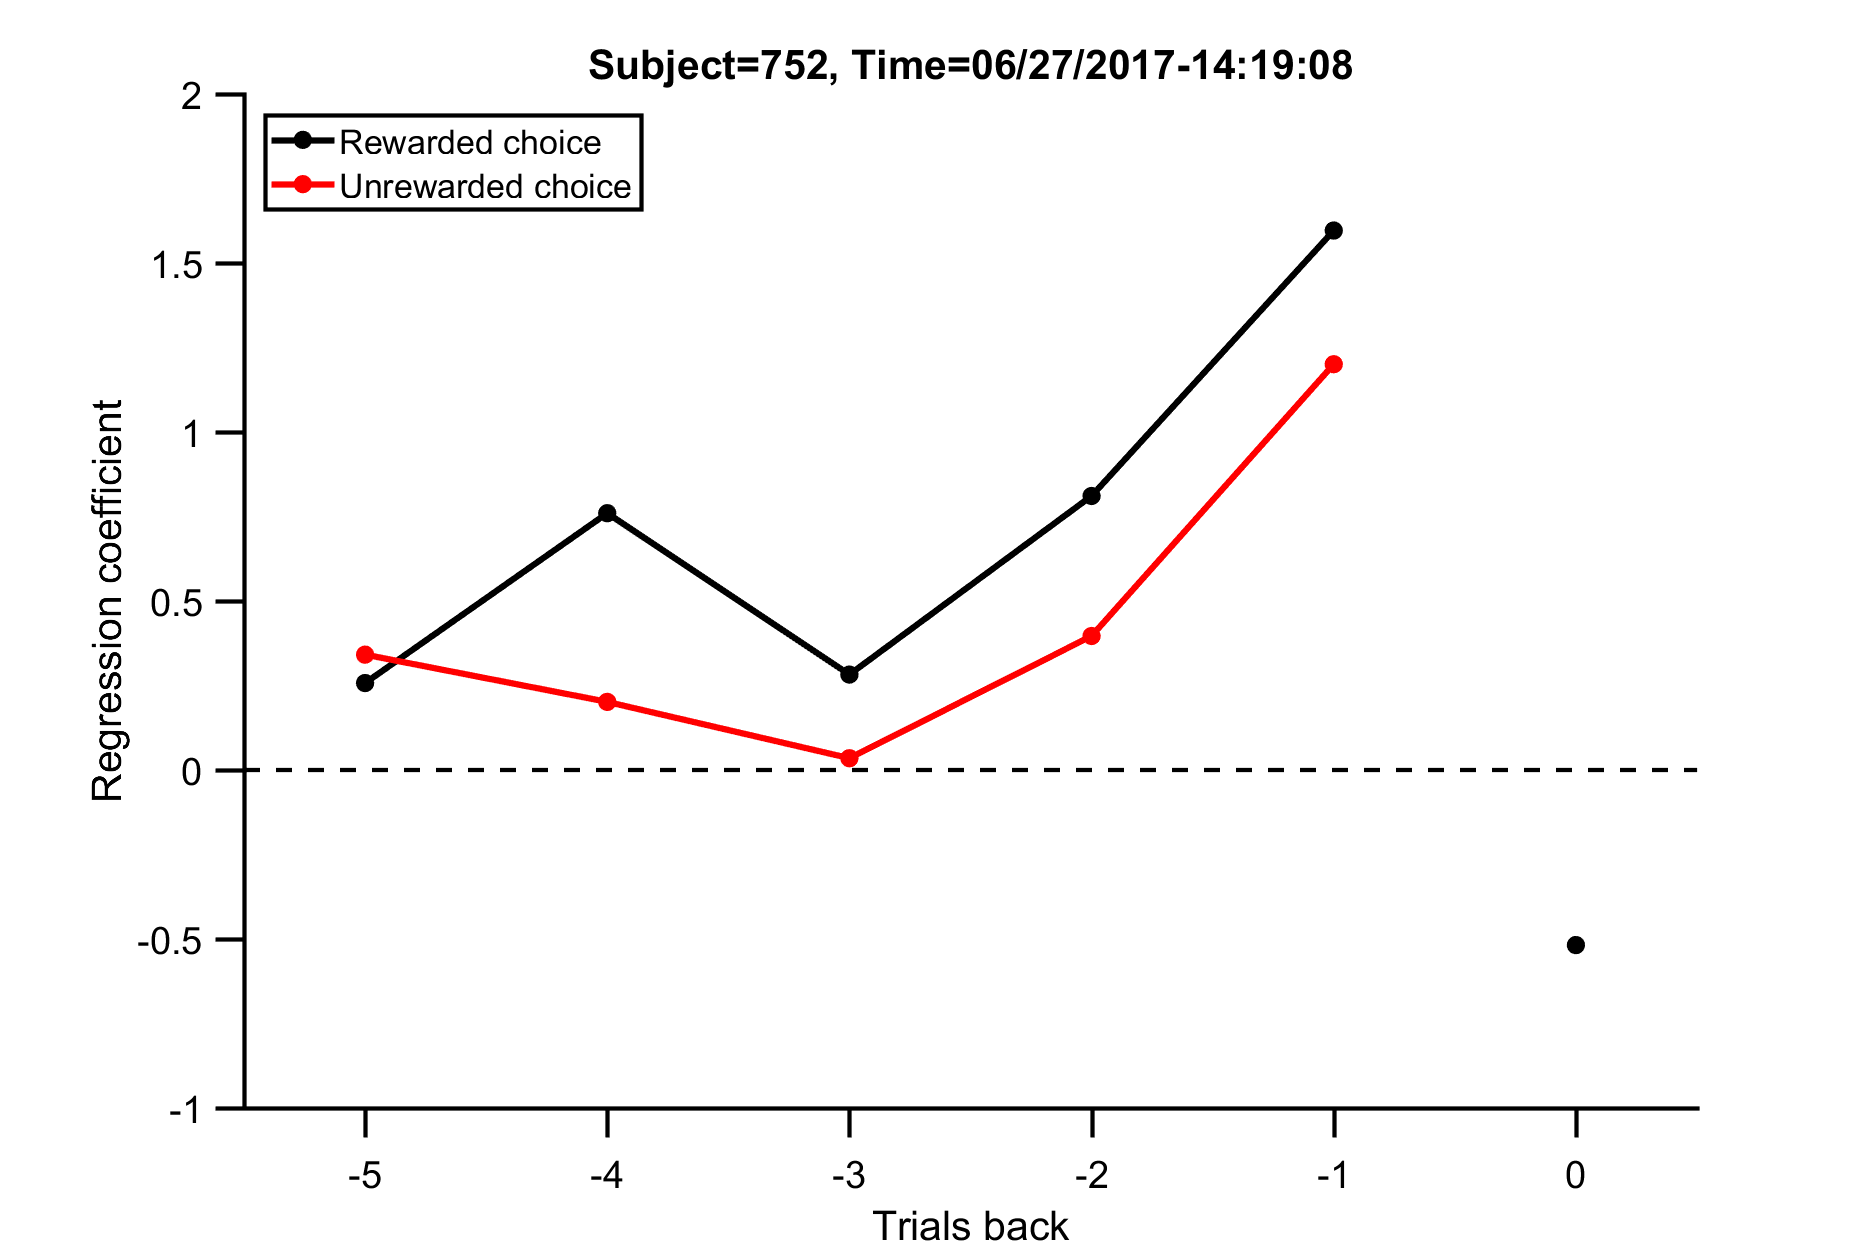 Subject=752, Time=06/27/2017-14:19:08
2
Rewarded choice
Unrewarded choice
1.5
1
0.5
0
-0.5
-1
Regression coefficient
-5 -4 -3 -2 -1 0
Trials back